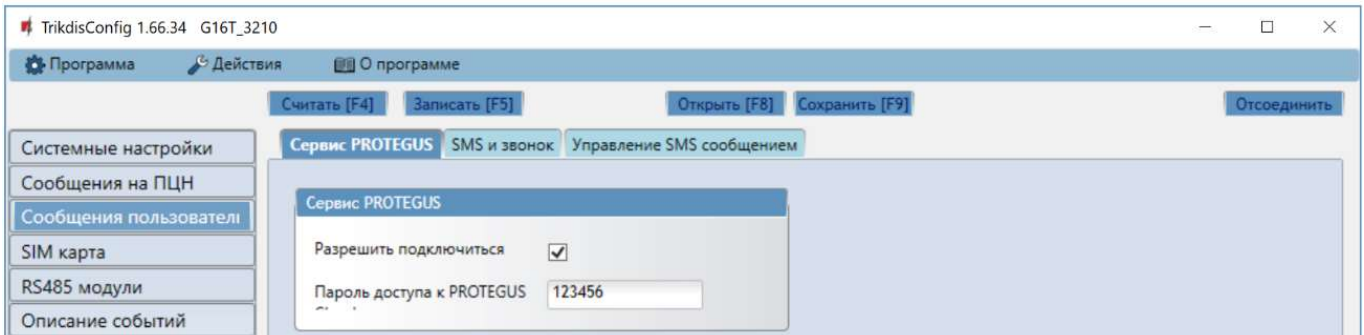 TrikdisConfig 1.66.34 G16T_3210
Программа Действия О программе
Считать [F4] Записать [F5] Открыть [F8] Сохранить [F9] Отсоединить
Системные настройки
Сообщения на ПЦН
Сообщения пользовател
SIM карта
RS485 модули
Описание событий
Сервис PROTEGUS SMS и звонок Управление SMS сообщением
Сервис PROTEGUS
Разрешить подключиться
Пароль доступа к PROTEGUS 123456